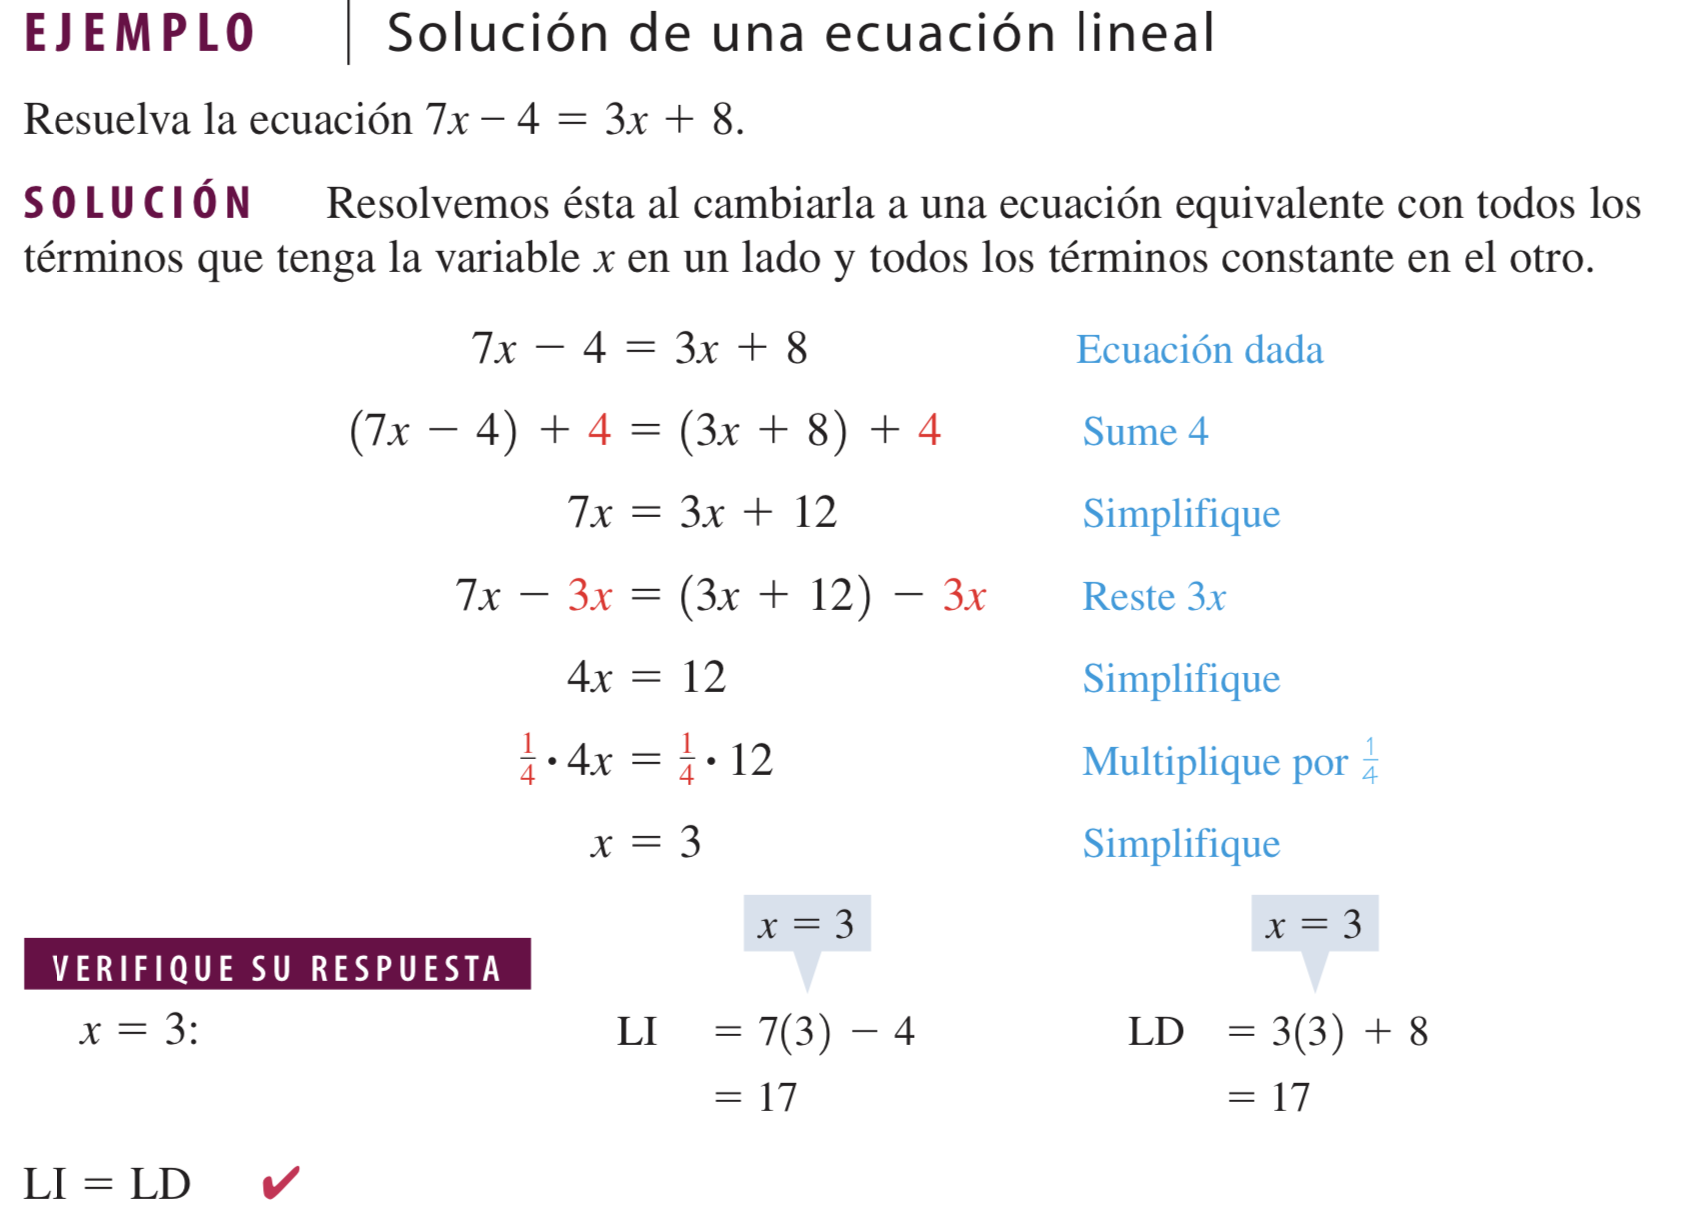 EJEMPLO | Solución de una ecuación lineal
Resuelva la ecuación 7x − 4 = 3x + 8.
SOLUCIÓN Resolvemos ésta al cambiarla a una ecuación equivalente con todos los
términos que tenga la variable x en un lado y todos los términos constante en el otro.
7x − 4 = 3x + 8 Ecuación dada
(7x − 4) + 4 = (3x + 8) + 4 Sume 4
7x = 3x + 12 Simplifique
7x − 3x = (3x + 12) − 3x Reste 3x
4x = 12 Simplifique
1/4 · 4x = 1/4 · 12 Multiplique por 1/4
x = 3 Simplifique
x = 3 x = 3
VERIFIQUE SU RESPUESTA
x = 3: LI = 7(3) − 4 LD = 3(3) + 8
= 17 = 17
LI = LD ✔